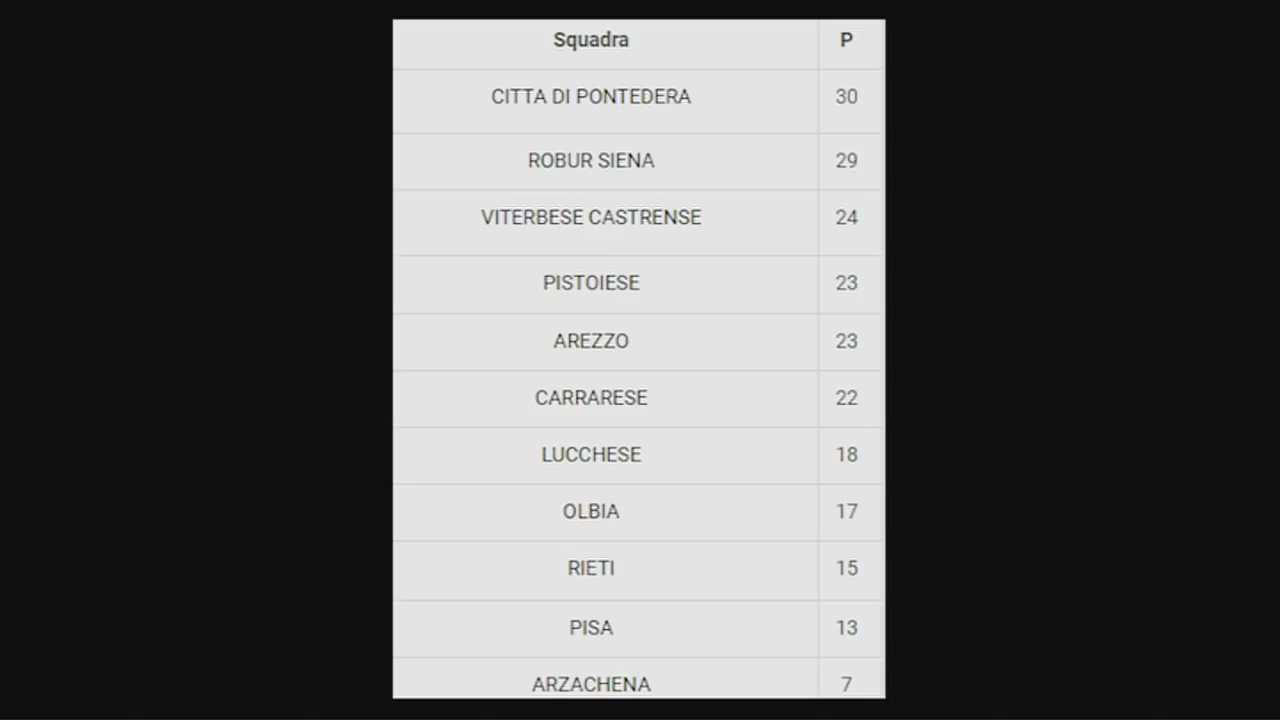 Squadra P
CITTA DI PONTEDERA 30
ROBUR SIENA 29
VITERBESE CASTRENSE 24
PISTOIESE 23
AREZZO 23
CARRARESE 22
LUCCHESE 18
OLBIA 17
RIETI 15
PISA 13
ARZACHENA 7